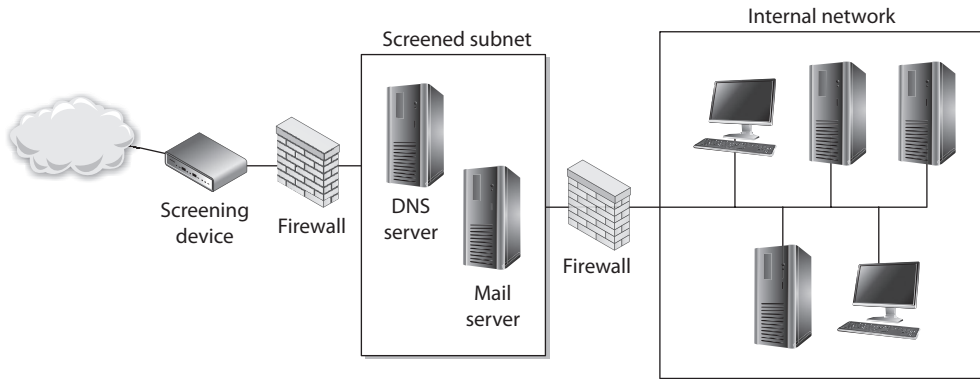 Internal network
Screened subnet
Screening
device
Firewall
DNS
server
Mail
server
Firewall